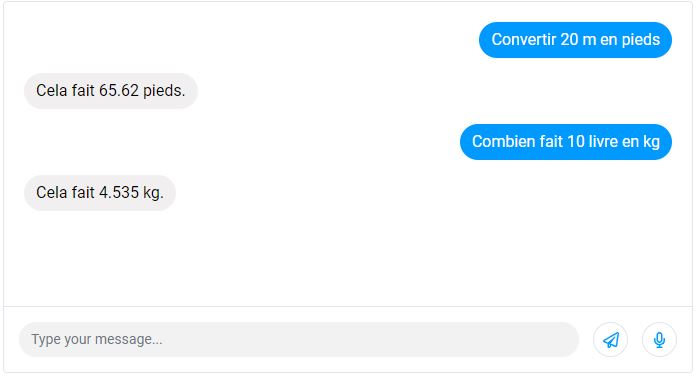 Convertir 20 m en pieds
Cela fait 65.62 pieds.
Combien fait 10 livre en kg
Cela fait 4.535 kg.
Type your message...